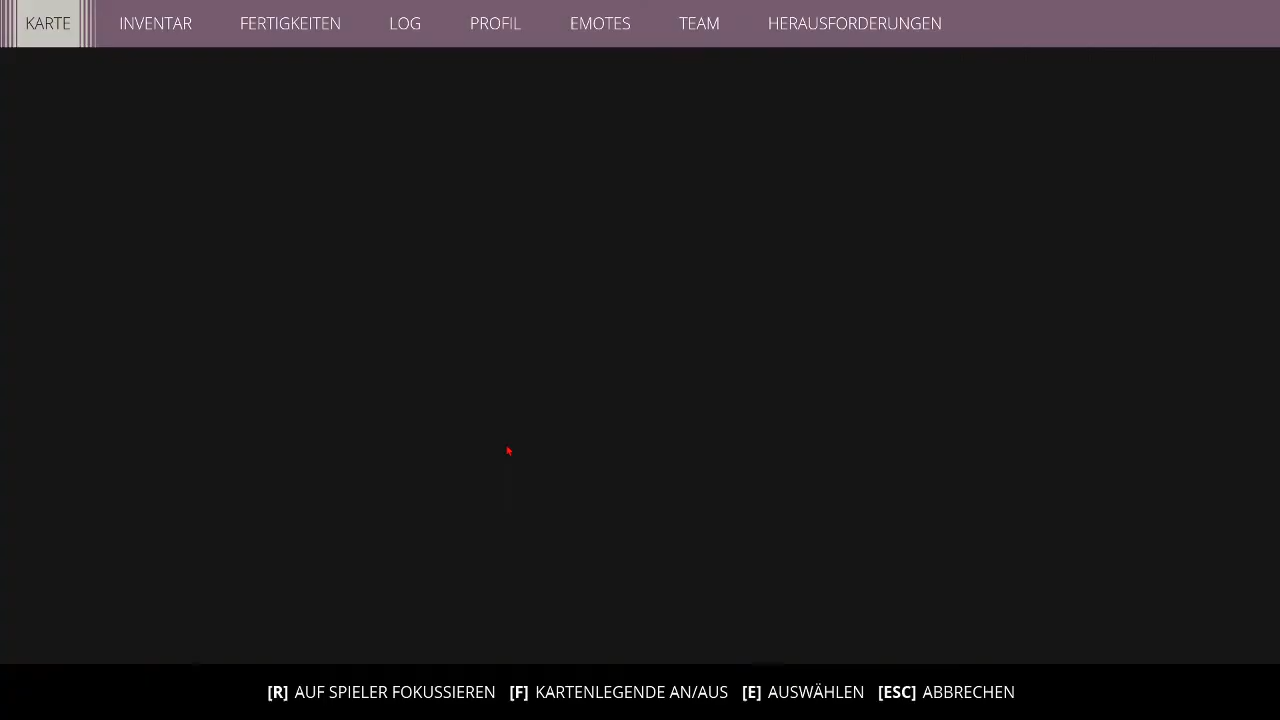 KARTE INVENTAR FERTIGKEITEN LOG PROFIL EMOTES TEAM HERAUSFORDERUNGEN
[R] AUF SPIELER FOKUSSIEREN [F] KARTENLEGENDE AN/AUS [E] AUSWÄHLEN [ESC] ABBRECHEN